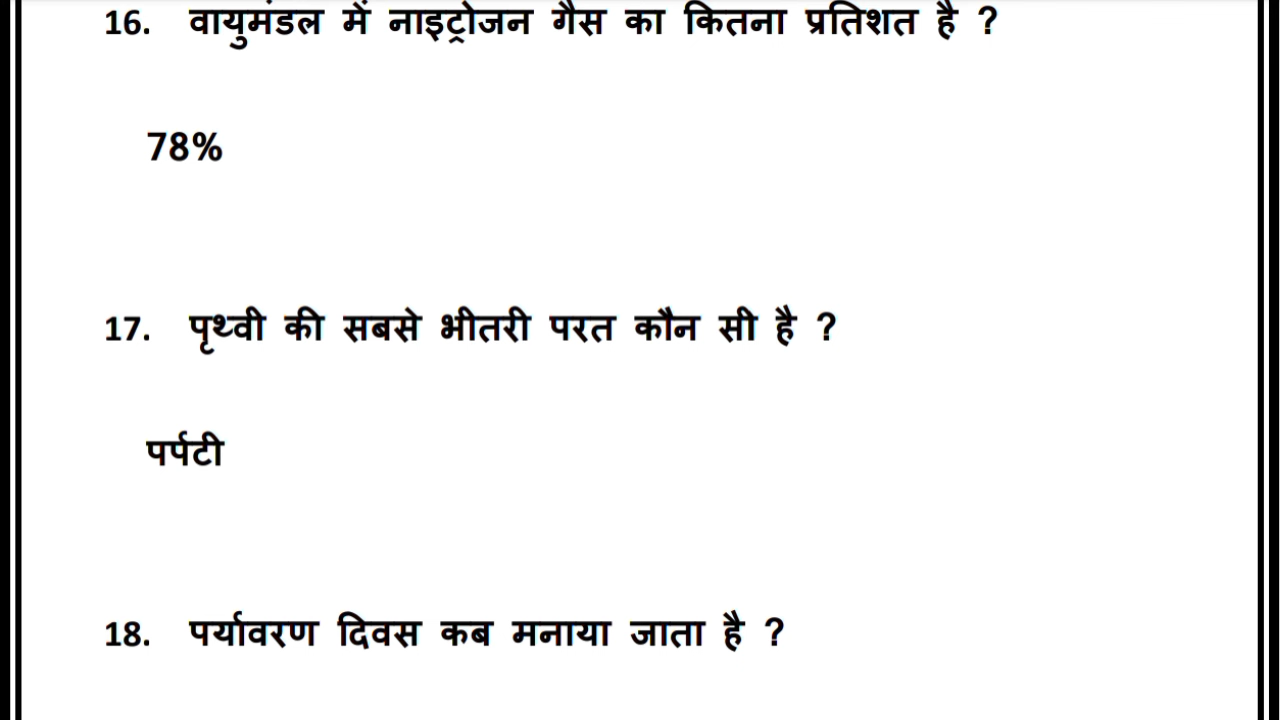 16. वायुमंडल में नाइट्रोजन गैस का कितना प्रतिशत है ?
78%
17. पृथ्वी की सबसे भीतरी परत कौन सी है ?
पर्पटी
18. पर्यावरण दिवस कब मनाया जाता है ?